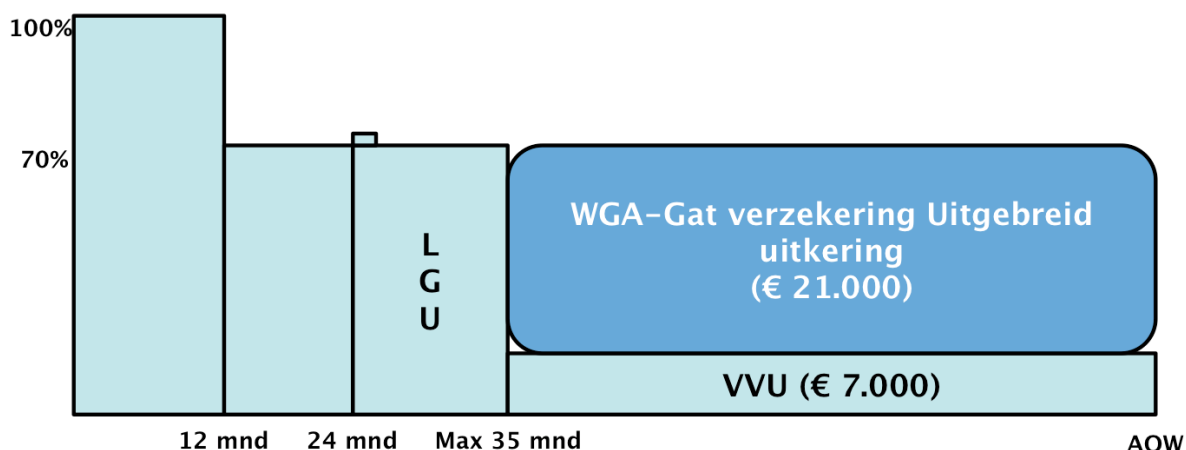 100%
70%
L
G
U
WGA-Gat verzekering Uitgebreid
uitkering
(€ 21.000)
VVU (€ 7.000)
12 mnd
24 mnd
Max 35 mnd
AOW